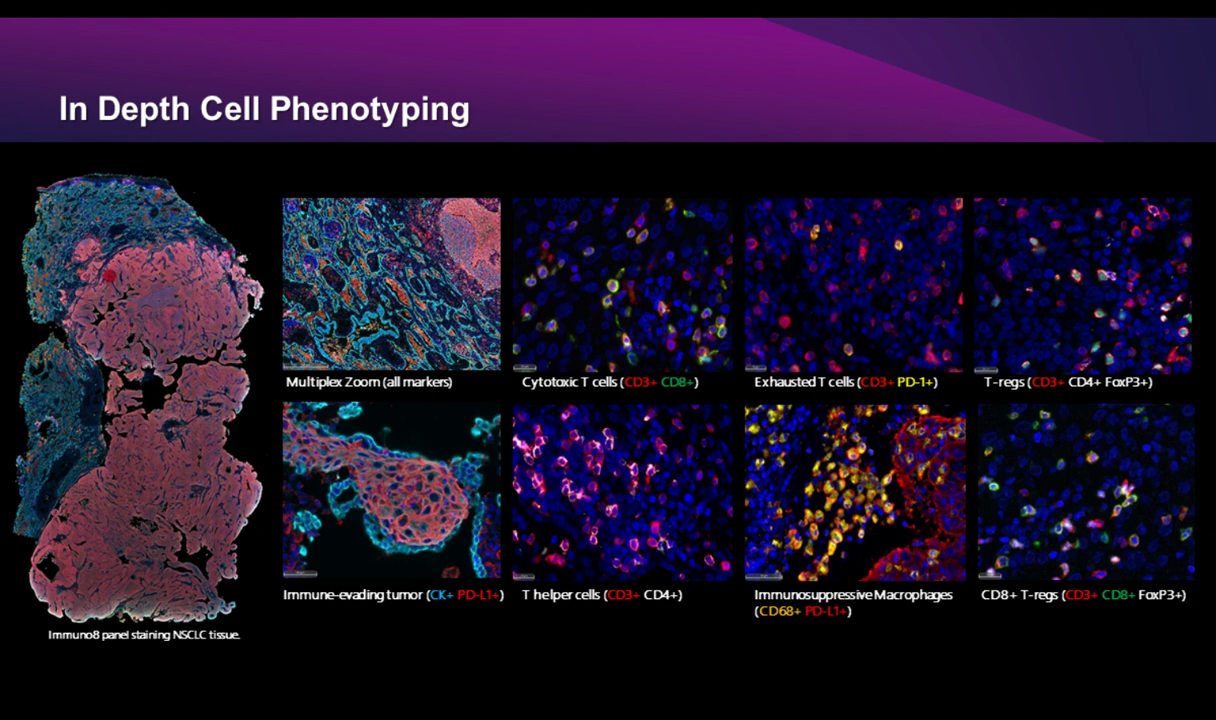 In Depth Cell Phenotyping
Multiplex Zoom (all markers)
Cytotoxic T cells (CD3+ CD8+)
Exhausted T cells (CD3+ PD-1+)
T-regs (CD3+ CD4+ FoxP3+)
Immune-evading tumor (CK+ PD-L1+)
T helper cells (CD3+ CD4+)
Immunosuppressive Macrophages
(CD68+ PD-L1+)
CD8+ T-regs (CD3+ CD8+ FoxP3+)
Immuno8 panel staining NSCLC tissue.